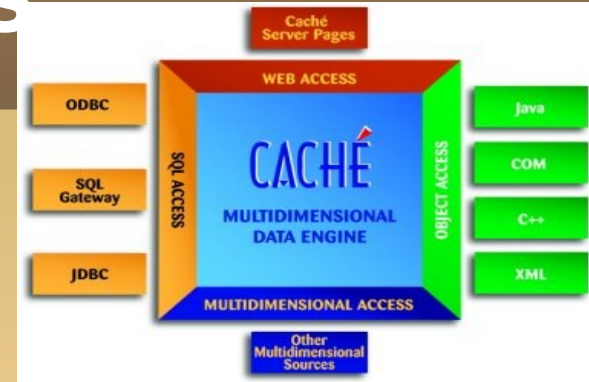 Caché
Server Pages
WEB ACCESS
ODBC
SQL
Gateway
JDBC
SQL ACCESS
CACHÉ
MULTIDIMENSIONAL
DATA ENGINE
OBJECT ACCESS
Java
COM
C++
XML
MULTIDIMENSIONAL ACCESS
Other
Multidimensional
Sources